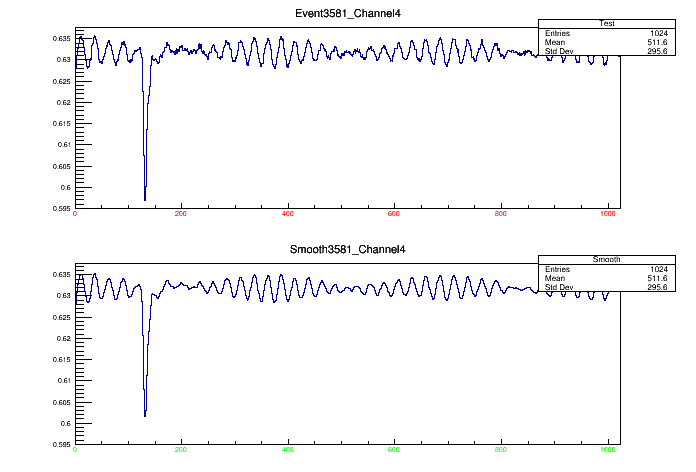 Event3581_Channel4
Test
Entries 1024
Mean 511.6
Std Dev 295.6
0.635
0.63
0.625
0.62
0.615
0.61
0.605
0.6
0.595
0 200 400 600 800 1000
Smooth3581_Channel4
Smooth
Entries 1024
Mean 511.6
Std Dev 295.6
0.635
0.63
0.625
0.62
0.615
0.61
0.605
0.6
0.595
0 200 400 600 800 1000